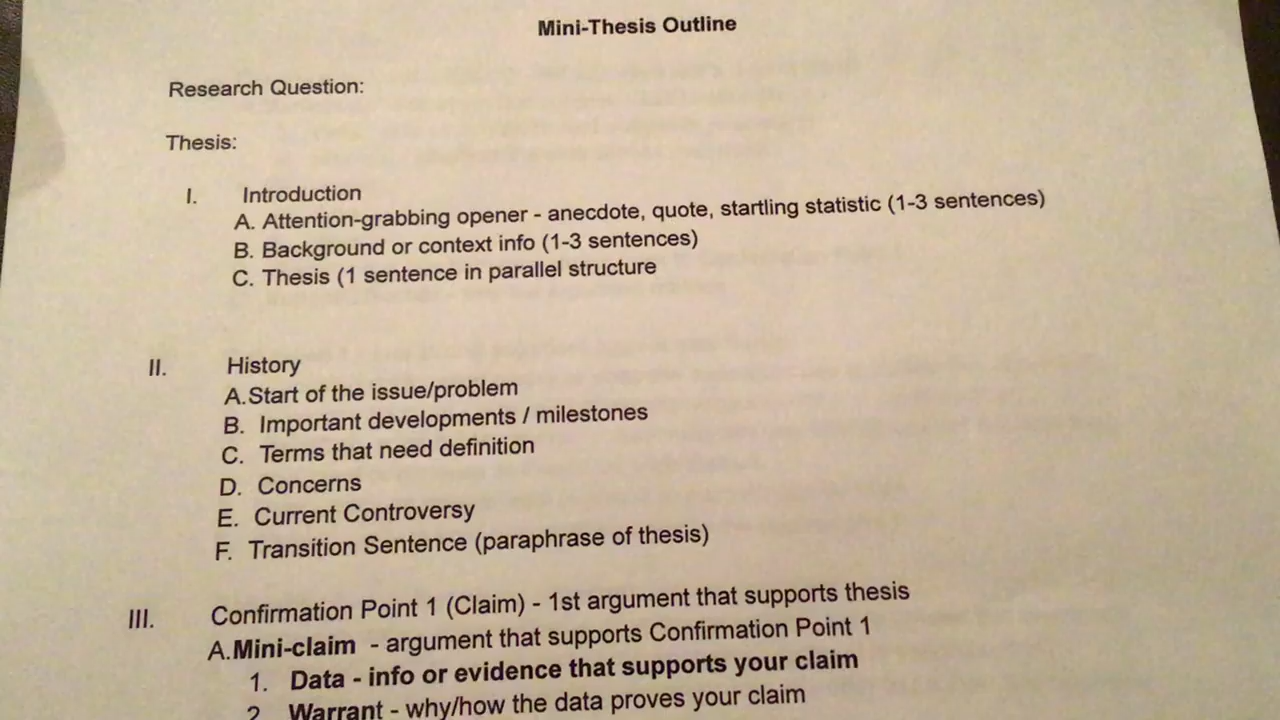 Mini-Thesis Outline
Research Question:
Thesis:
I. Introduction
A. Attention-grabbing opener - anecdote, quote, startling statistic (1-3 sentences)
B. Background or context info (1-3 sentences)
C. Thesis (1 sentence in parallel structure
II. History
A.Start of the issue/problem
B. Important developments / milestones
C. Terms that need definition
D. Concerns
E. Current Controversy
F. Transition Sentence (paraphrase of thesis)
III. Confirmation Point 1 (Claim) - 1st argument that supports thesis
A.Mini-claim - argument that supports Confirmation Point 1
1. Data - info or evidence that supports your claim
2. Warrant - why/how the data proves your claim